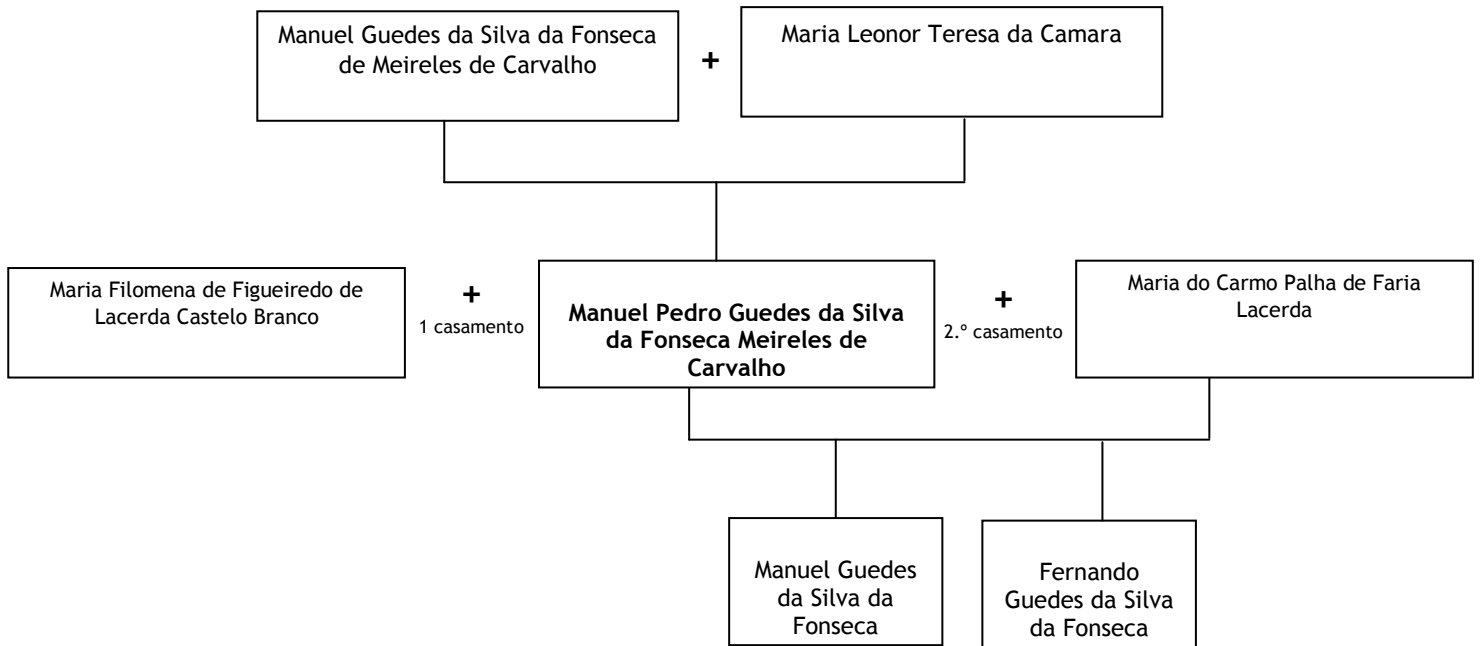 Manuel Guedes da Silva da Fonseca
de Meireles de Carvalho
+
Maria Leonor Teresa da Camara
Maria Filomena de Figueiredo de
Lacerda Castelo Branco
+
1 casamento
Manuel Pedro Guedes da Silva
da Fonseca Meireles de
Carvalho
+
2.º casamento
Maria do Carmo Palha de Faria
Lacerda
Manuel Guedes
da Silva da
Fonseca
Fernando
Guedes da Silva
da Fonseca